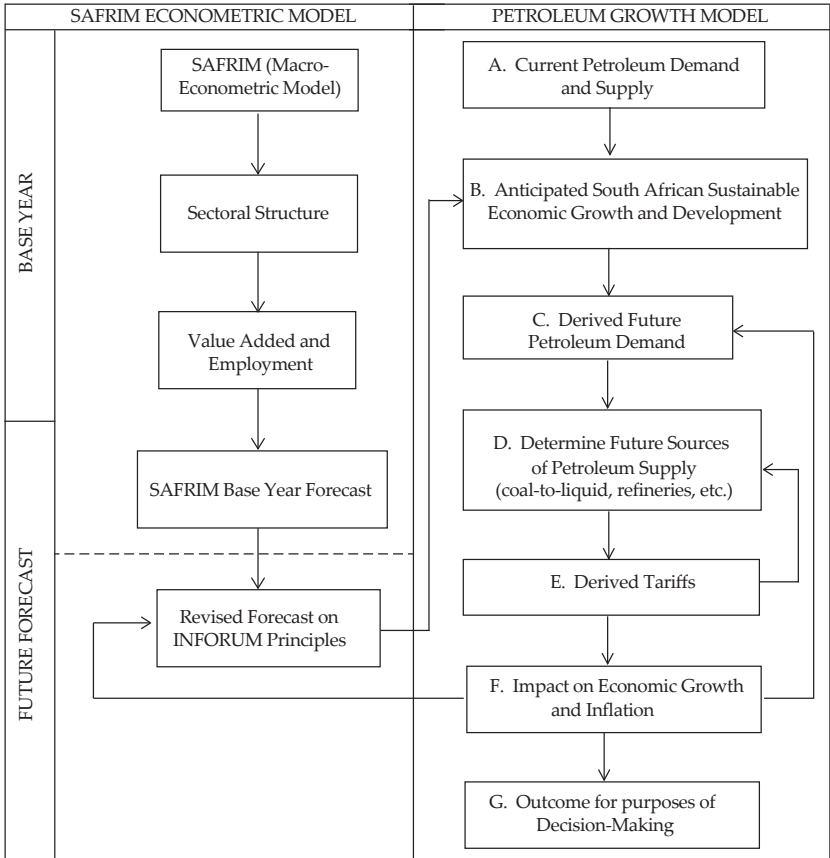 SAFRIM ECONOMETRIC MODEL
PETROLEUM GROWTH MODEL
BASE YEAR
FUTURE FORECAST
SAFRIM (Macro-
Econometric Model)
Sectoral Structure
Value Added and
Employment
SAFRIM Base Year Forecast
Revised Forecast on
INFORUM Principles
A. Current Petroleum Demand
and Supply
B. Anticipated South African Sustainable
Economic Growth and Development
C. Derived Future
Petroleum Demand
D. Determine Future Sources
of Petroleum Supply
(coal-to-liquid, refineries, etc.)
E. Derived Tariffs
F. Impact on Economic Growth
and Inflation
G. Outcome for purposes of
Decision-Making